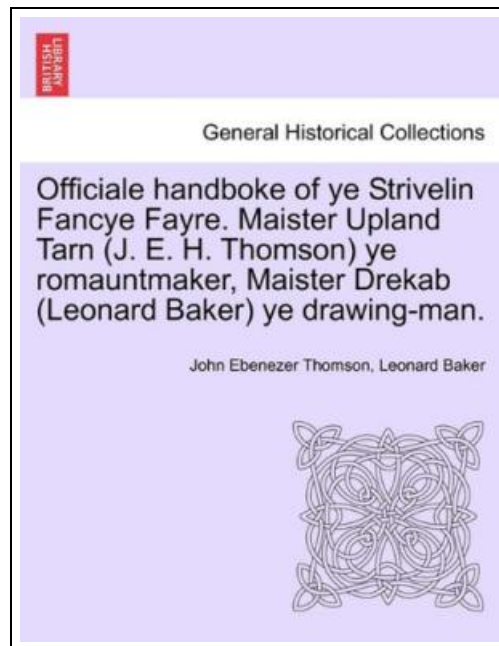 BRITISH
LIBRARY
General Historical Collections
Officiale handboke of ye Strivelin
Fancye Fayre. Maister Upland
Tarn (J. E. H. Thomson) ye
romauntmaker, Maister Drekab
(Leonard Baker) ye drawing-man.
John Ebenezer Thomson, Leonard Baker